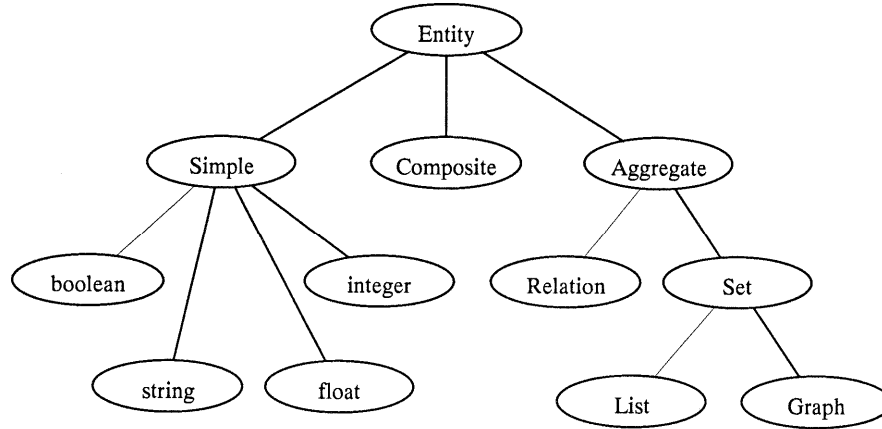 Entity
Simple
Composite
Aggregate
boolean
integer
Relation
Set
string
float
List
Graph